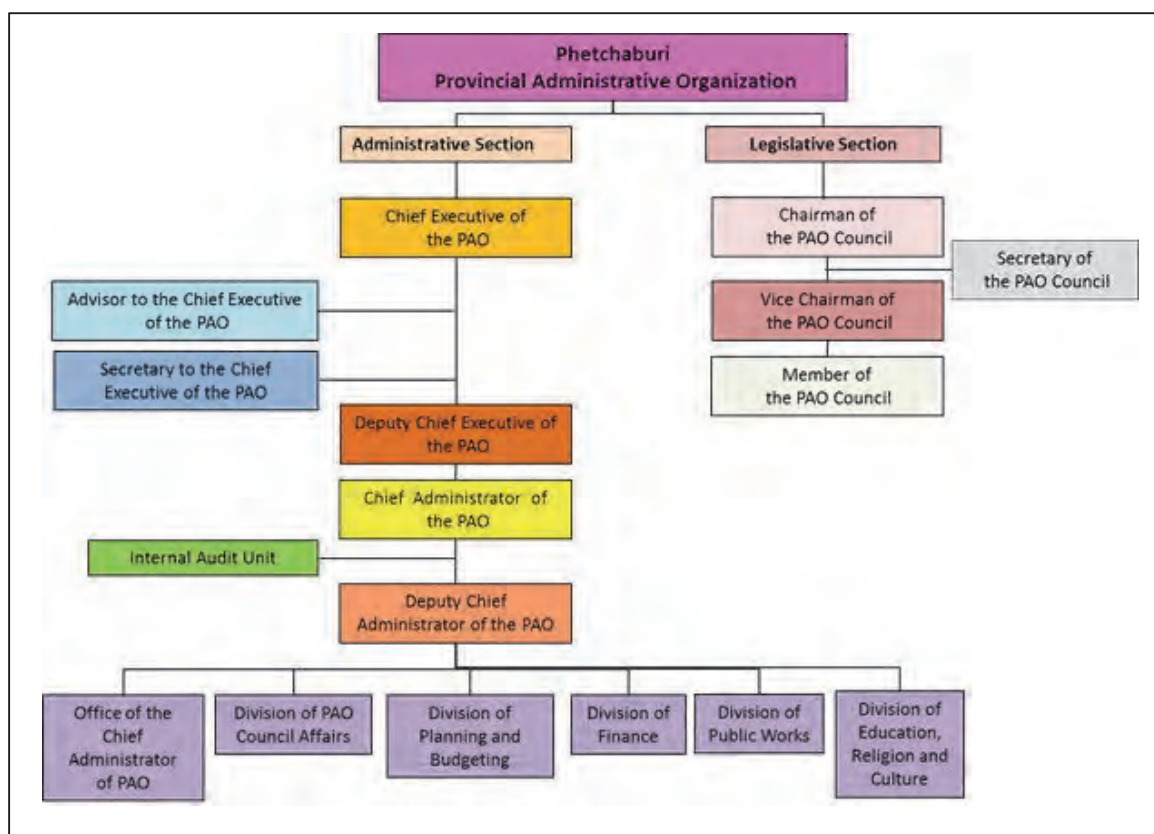 Phetchaburi
Provincial Administrative Organization
Administrative Section
Legislative Section
Chief Executive of
the PAO
Chairman of
the PAO Council
Secretary of
the PAO Council
Advisor to the Chief Executive
of the PAO
Vice Chairman of
the PAO Council
Secretary to the Chief
Executive of the PAO
Member of
the PAO Council
Deputy Chief Executive of
the PAO
Chief Administrator of
the PAO
Internal Audit Unit
Deputy Chief
Administrator of the PAO
Office of the
Chief
Administrator
of PAO
Division of PAO
Council Affairs
Division of
Planning and
Budgeting
Division of
Finance
Division of
Public Works
Division of
Education,
Religion and
Culture